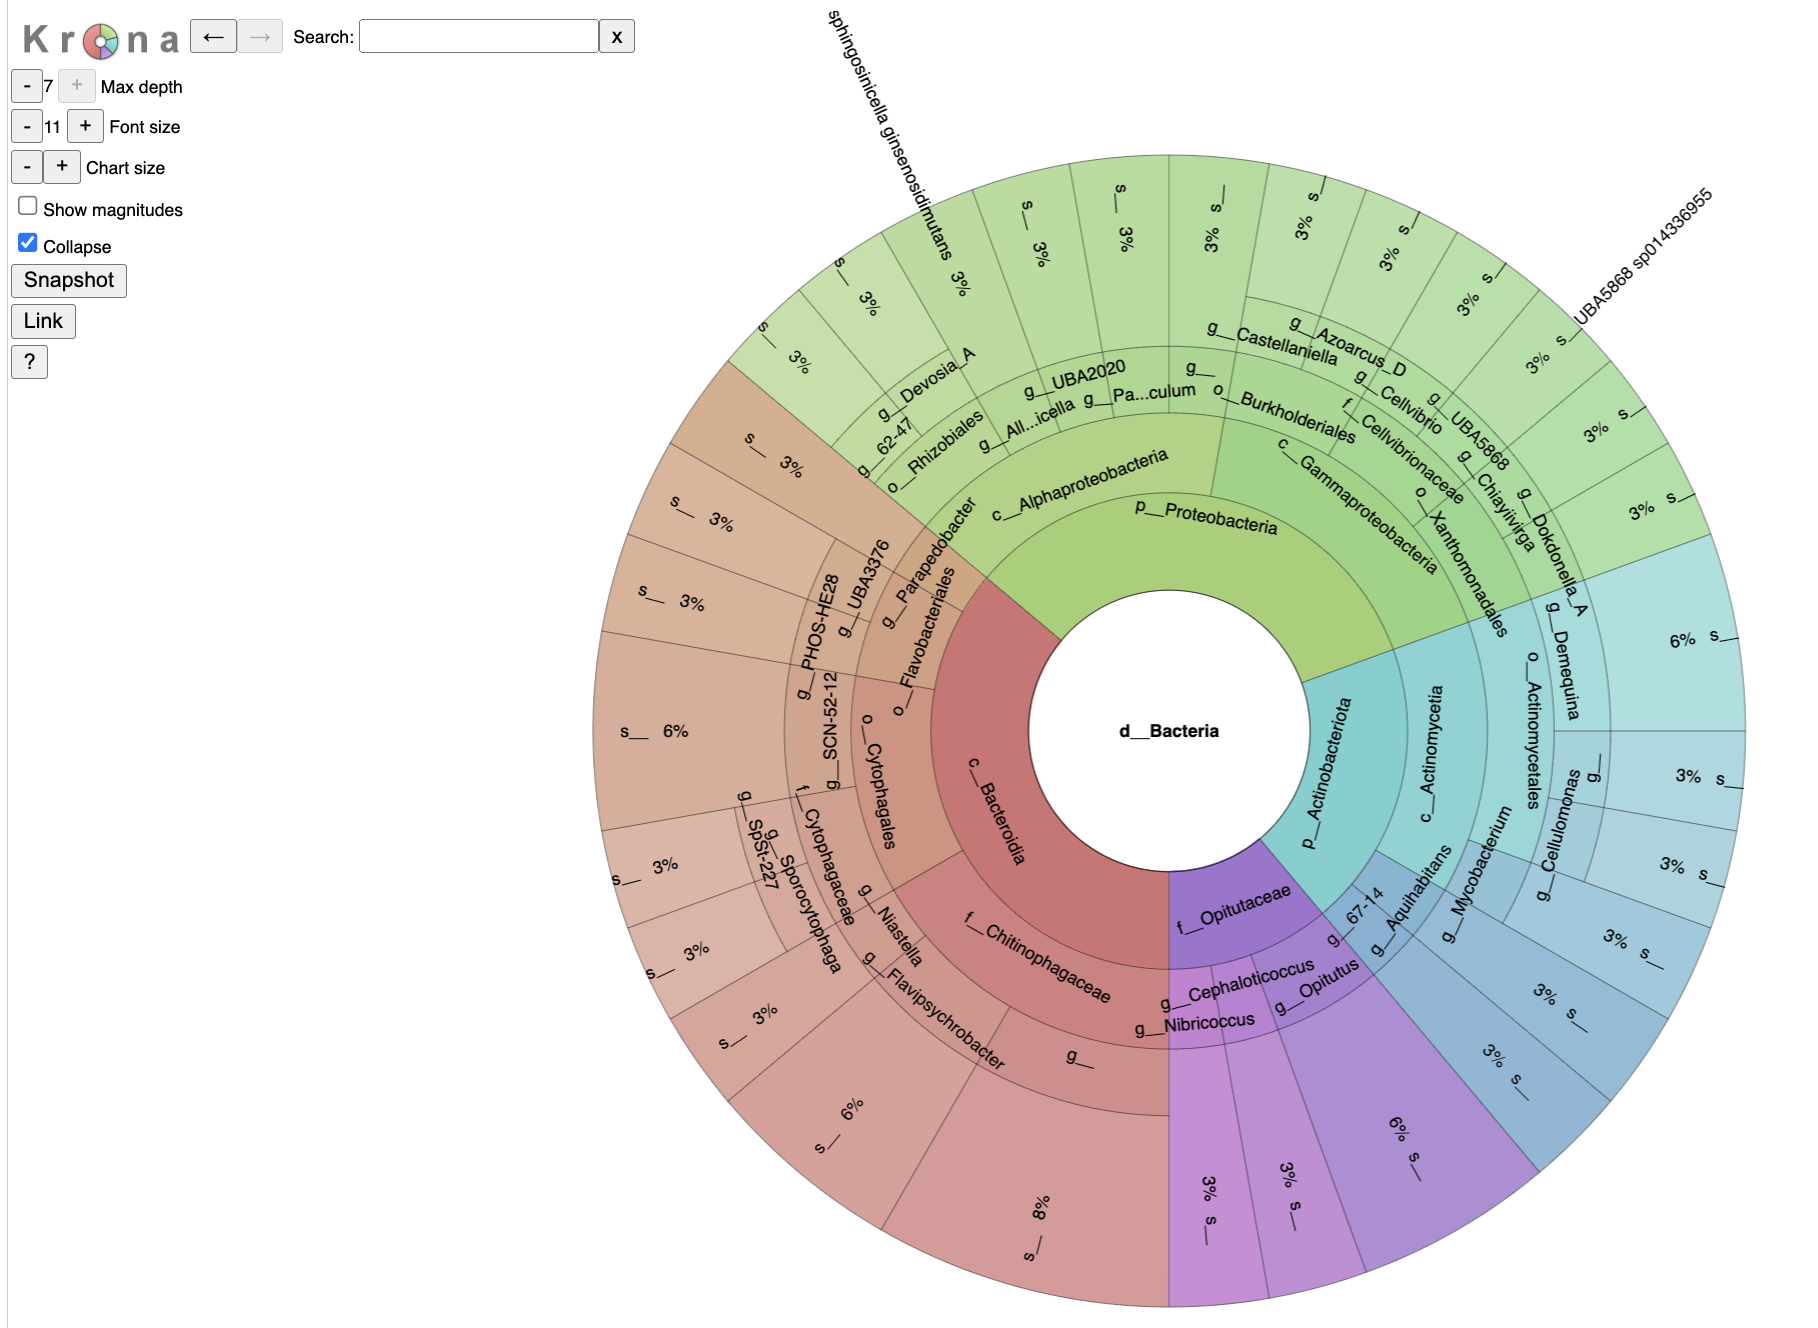 Krona
← → Search: x
- 7 + Max depth
- 11 + Font size
- + Chart size
Show magnitudes
Collapse
Snapshot
Link
?
d__Bacteria
p__Proteobacteria
c__Alphaproteobacteria
c__Gammaproteobacteria
o__Rhizobiales
g__62-47
g__Devosia_A
g__All...icella
g__UBA2020
g__Pa...culum
g__
o__Burkholderiales
g__Castellaniella
g__Azoarcus_D
f__Cellvibrionaceae
g__Cellvibrio
g__UBA5868
o__Xanthomonadales
g__Chiayiivirga
g__Dokdonella_A
s__ 3%
s__ 3%
sphingosinicella ginsenosidimutans 3%
s__ 3%
s__ 3%
3% s__
3% s__
3% s__
3% s__
3% s__UBA5868 sp014336955
3% s__
3% s__
p__Actinobacteriota
c__Actinomycetia
o__Actinomycetales
g__Demequina
g__
g__Cellulomonas
g__Mycobacterium
g__Aquihabitans
g__67-14
6% s__
3% s__
3% s__
3% s__
3% s__
3% s__
f__Opitutaceae
g__Opitutus
g__Cephaloticoccus
g__Nibricoccus
6% s__
3% s__
3% s__
c__Bacteroidia
f__Chitinophagaceae
g__
g__Flavipsychrobacter
g__Niastella
s__ 8%
s__ 6%
s__ 3%
o__Cytophagales
f__Cytophagaceae
g__Sporocytophaga
g__SpSt-227
g__SCN-52-12
s__ 3%
s__ 3%
s__ 6%
o__Flavobacteriales
g__PHOS-HE28
g__UBA3376
g__Parapedobacter
s__ 3%
s__ 3%
s__ 3%